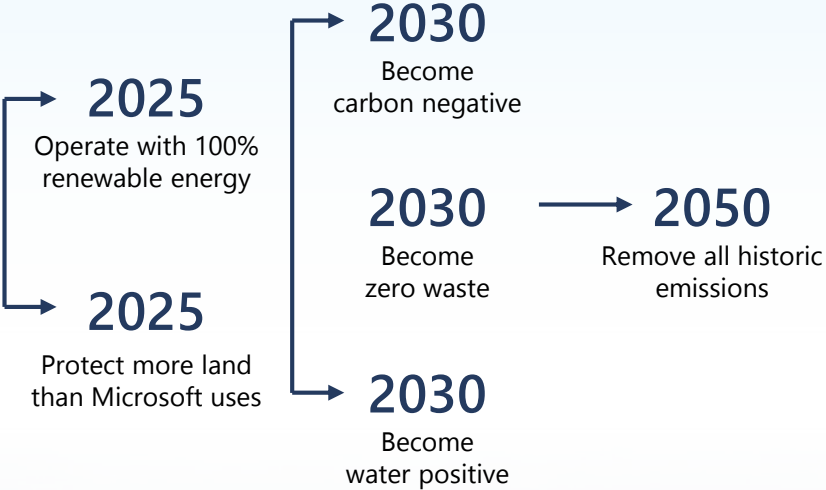 2025
Operate with 100%
renewable energy
2025
Protect more land
than Microsoft uses
2030
Become
carbon negative
2030
Become
zero waste
2030
Become
water positive
2050
Remove all historic
emissions